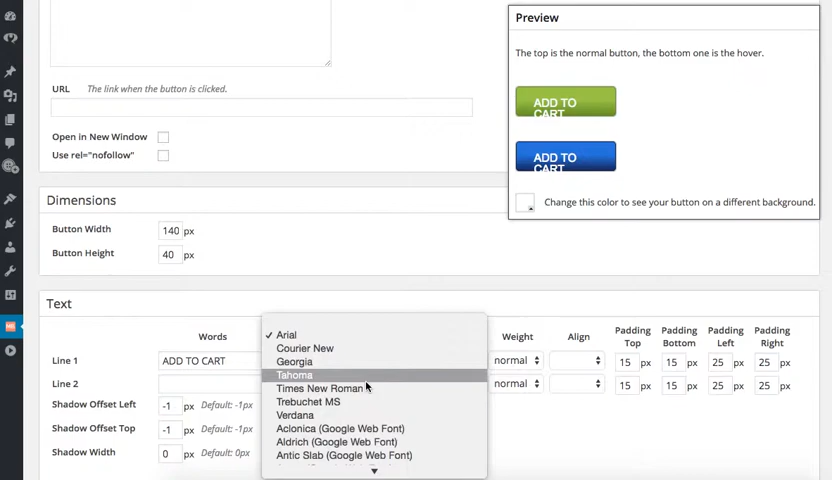 Preview
The top is the normal button, the bottom one is the hover.
ADD TO
CART
ADD TO
CART
Change this color to see your button on a different background.
URL The link when the button is clicked.
Open in New Window
Use rel="nofollow"
Dimensions
Button Width 140 px
Button Height 40 px
Text
Words Weight Align Padding Top Padding Bottom Padding Left Padding Right
Line 1 ADD TO CART normal 15 px 15 px 25 px 25 px
Line 2 normal 15 px 15 px 25 px 25 px
Shadow Offset Left -1 px Default: -1px
Shadow Offset Top -1 px Default: -1px
Shadow Width 0 px Default: 0px
✓ Arial
Courier New
Georgia
Tahoma
Times New Roman
Trebuchet MS
Verdana
Aclonica (Google Web Font)
Aldrich (Google Web Font)
Antic Slab (Google Web Font)